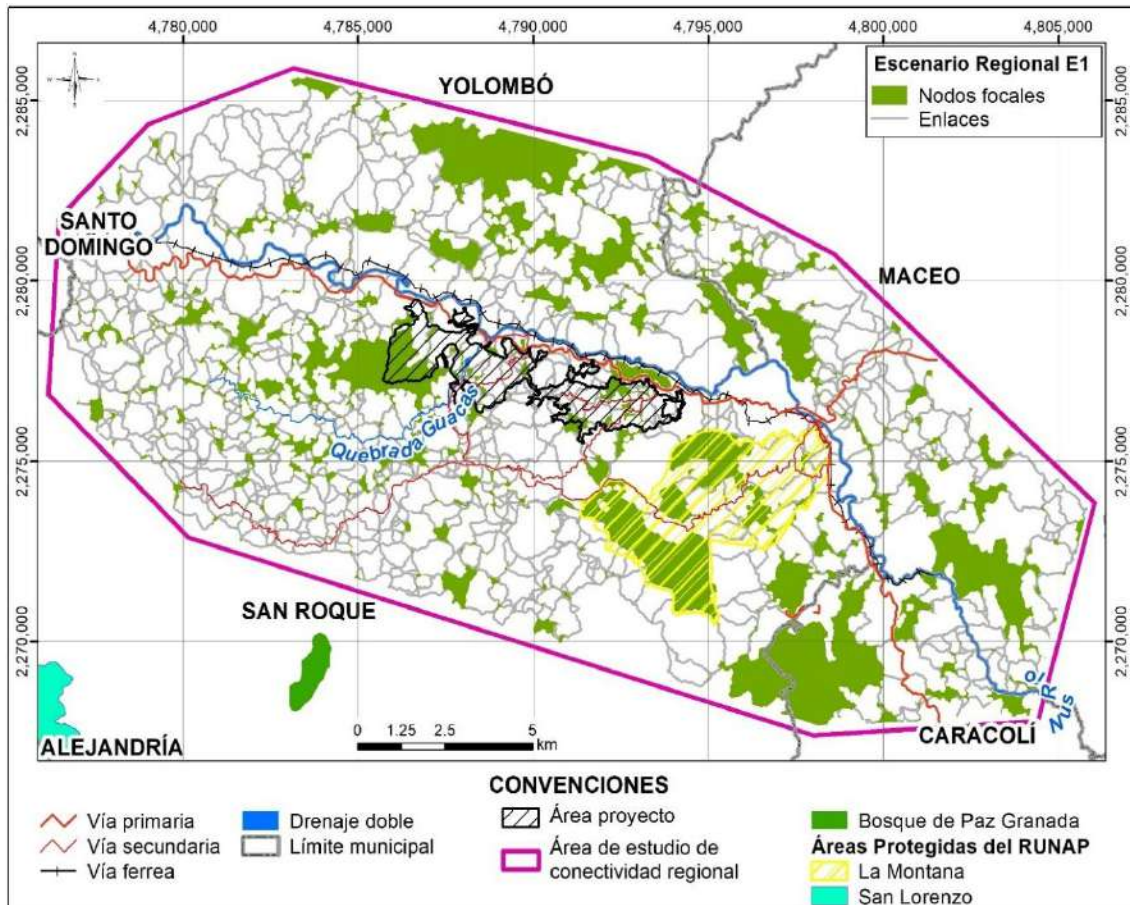 4,780,000
4,785,000
4,790,000
4,795,000
4,800,000
4,805,000
2,285,000
2,285,000
Escenario Regional E1
Nodos focales
Enlaces
YOLOMBÓ
SANTO
DOMINGO
MACEO
2,280,000
2,280,000
Quebrada Guacas
2,275,000
2,275,000
SAN ROQUE
2,270,000
2,270,000
Río
Nus
ALEJANDRÍA
CARACOLÍ
0 1.25 2.5 5
km
CONVENCIONES
Vía primaria
Vía secundaria
Vía ferrea
Drenaje doble
Límite municipal
Área proyecto
Área de estudio de
conectividad regional
Bosque de Paz Granada
Áreas Protegidas del RUNAP
La Montana
San Lorenzo